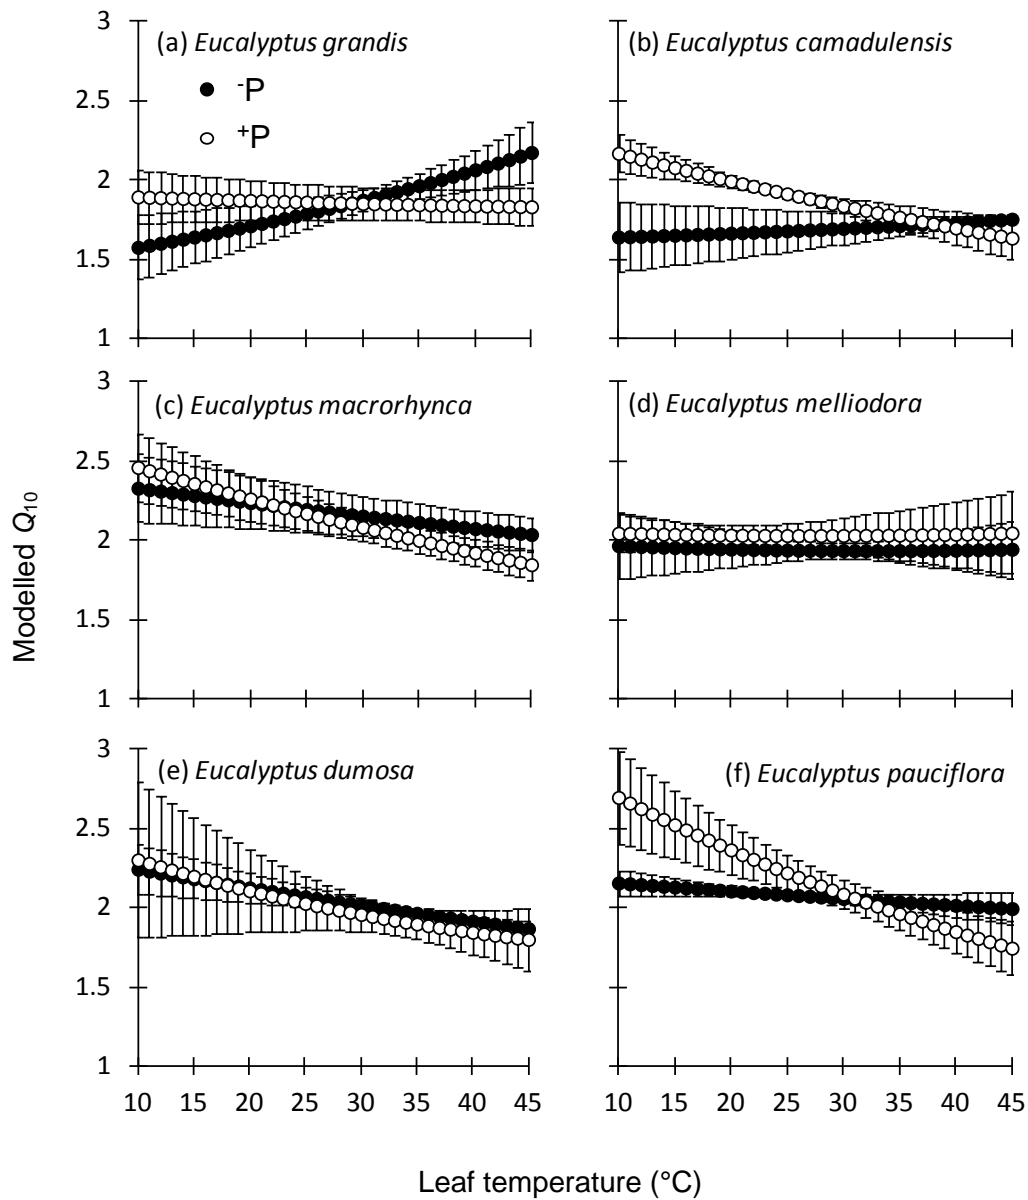 3
2.5
2
1.5
1
(a) Eucalyptus grandis
-P
+P
(b) Eucalyptus camadulensis
3
2.5
2
1.5
1
(c) Eucalyptus macrorhynca
(d) Eucalyptus melliodora
Modelled Q10
3
2.5
2
1.5
1
(e) Eucalyptus dumosa
(f) Eucalyptus pauciflora
10 15 20 25 30 35 40 45
10 15 20 25 30 35 40 45
Leaf temperature (°C)